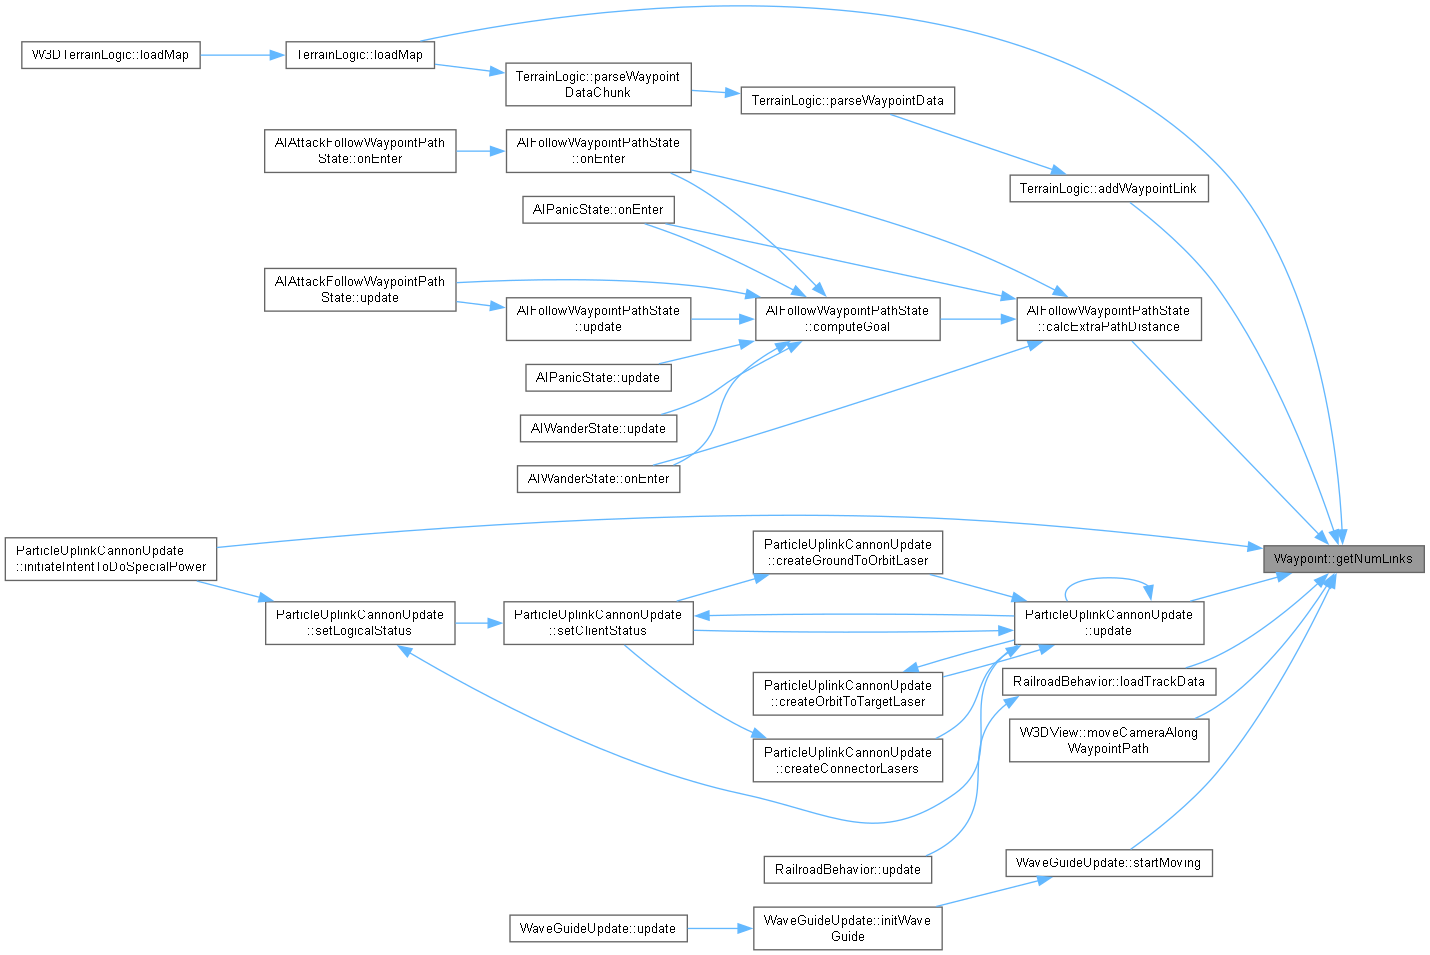 W3DTerrainLogic::loadMap
TerrainLogic::loadMap
TerrainLogic::parseWaypoint
DataChunk
TerrainLogic::parseWaypointData
AIAttackFollowWaypointPath
State::onEnter
AIFollowWaypointPathState
::onEnter
TerrainLogic::addWaypointLink
AIPanicState::onEnter
AIAttackFollowWaypointPath
State::update
AIFollowWaypointPathState
::update
AIFollowWaypointPathState
::computeGoal
AIFollowWaypointPathState
::calcExtraPathDistance
AIPanicState::update
AIWanderState::update
AIWanderState::onEnter
ParticleUplinkCannonUpdate
::initiateIntentToDoSpecialPower
ParticleUplinkCannonUpdate
::createGroundToOrbitLaser
Waypoint::getNumLinks
ParticleUplinkCannonUpdate
::setLogicalStatus
ParticleUplinkCannonUpdate
::setClientStatus
ParticleUplinkCannonUpdate
::update
ParticleUplinkCannonUpdate
::createOrbitToTargetLaser
RailroadBehavior::loadTrackData
W3DView::moveCameraAlong
WaypointPath
ParticleUplinkCannonUpdate
::createConnectorLasers
RailroadBehavior::update
WaveGuideUpdate::startMoving
WaveGuideUpdate::update
WaveGuideUpdate::initWave
Guide